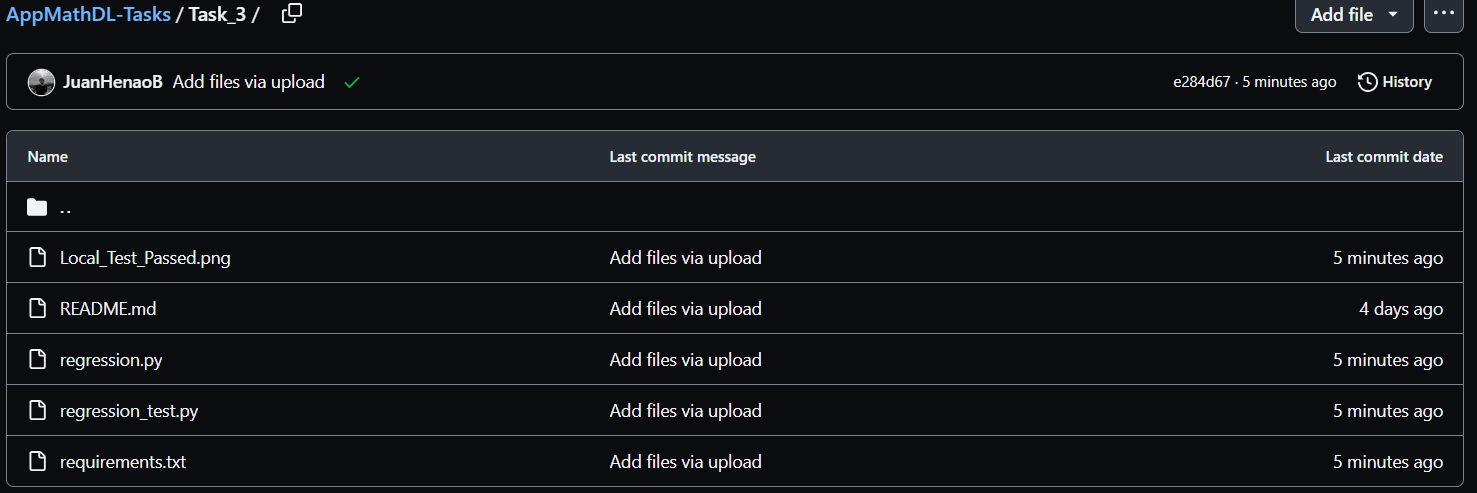 AppMathDL-Tasks / Task_3 /
Add file
JuanHenaoB Add files via upload
e284d67 · 5 minutes ago
History
Name Last commit message Last commit date
..
Local_Test_Passed.png Add files via upload 5 minutes ago
README.md Add files via upload 4 days ago
regression.py Add files via upload 5 minutes ago
regression_test.py Add files via upload 5 minutes ago
requirements.txt Add files via upload 5 minutes ago